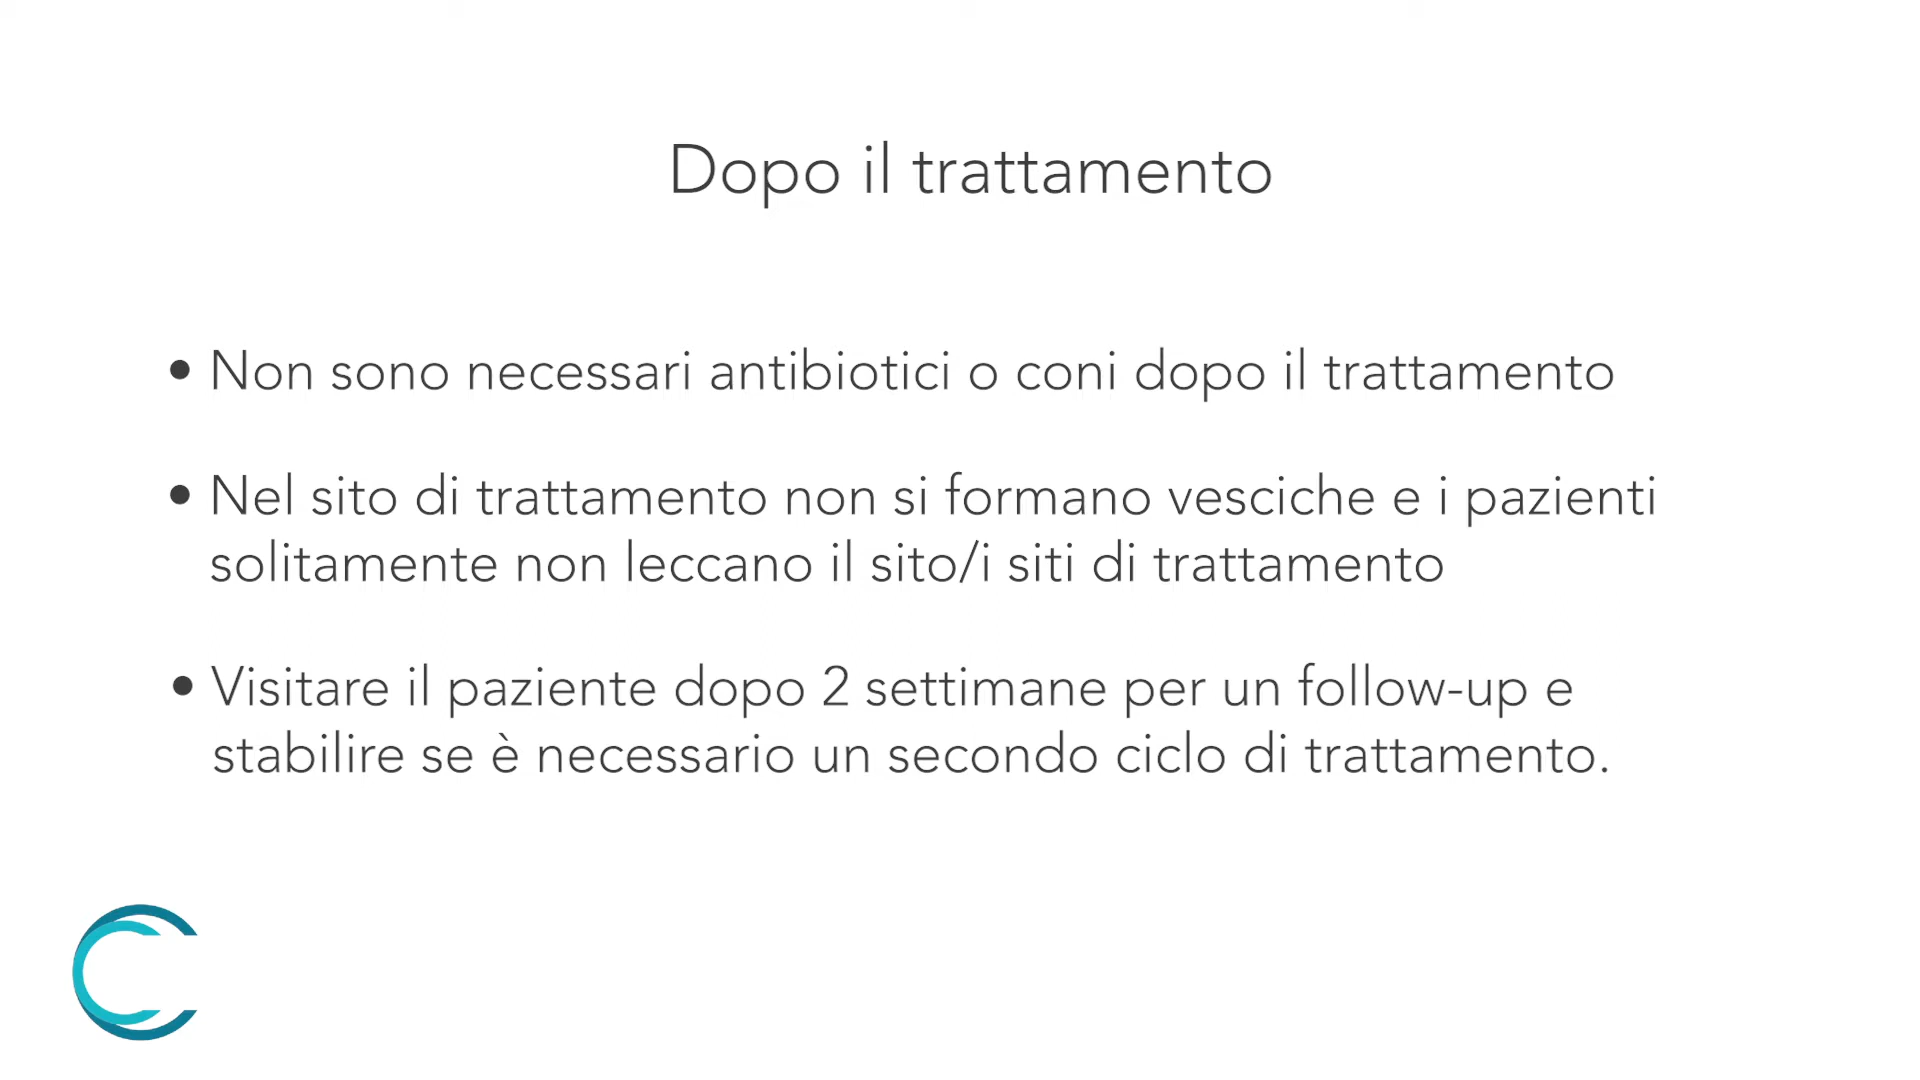 Dopo il trattamento
• Non sono necessari antibiotici o coni dopo il trattamento
• Nel sito di trattamento non si formano vesciche e i pazienti
solitamente non leccano il sito/i siti di trattamento
• Visitare il paziente dopo 2 settimane per un follow-up e
stabilire se è necessario un secondo ciclo di trattamento.